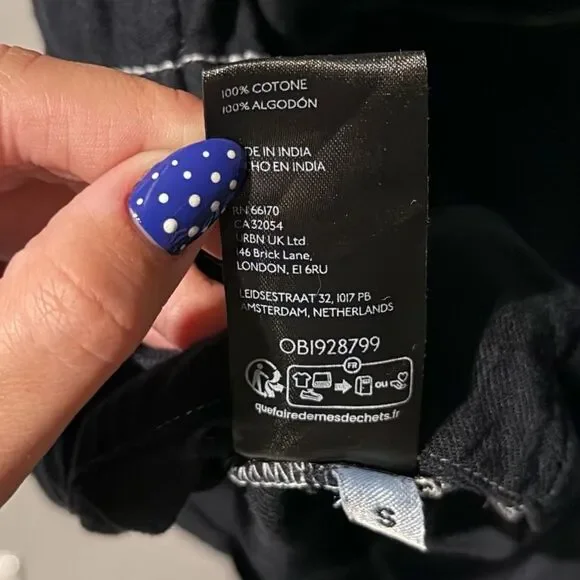 100% COTONE
100% ALGODÓN
DE IN INDIA
HO EN INDIA
RN 66170
CA 32054
URBN UK Ltd.
146 Brick Lane,
LONDON, E1 6RU
LEIDSESTRAAT 32, 1017 PB
AMSTERDAM, NETHERLANDS
OB1928799
FR
ou
quefairedemesdechets.fr
S